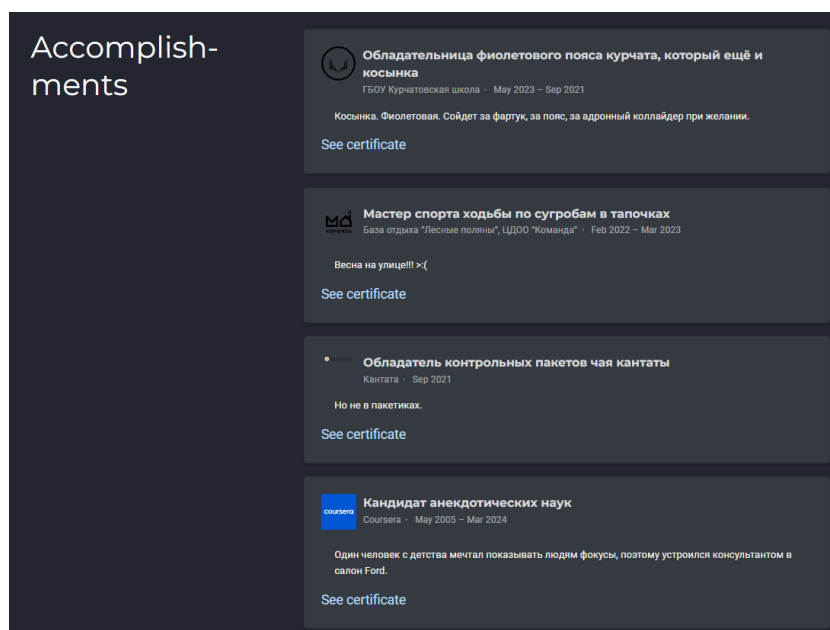 Accomplish-
ments
Обладательница фиолетового пояса курчата, который ещё и
косынка
ГБОУ Курчатовская школа · May 2023 – Sep 2021
Косынка. Фиолетовая. Сойдет за фартук, за пояс, за адронный коллайдер при желании.
See certificate
Мастер спорта ходьбы по сугробам в тапочках
База отдыха "Лесные поляны", ЦДОО "Команда" · Feb 2022 – Mar 2023
КОМАНДА
Весна на улице!!! >:(
See certificate
Обладатель контрольных пакетов чая кантаты
Кантата · Sep 2021
Но не в пакетиках.
See certificate
Кандидат анекдотических наук
coursera
Coursera · May 2005 – Mar 2024
Один человек с детства мечтал показывать людям фокусы, поэтому устроился консультантом в
салон Ford.
See certificate